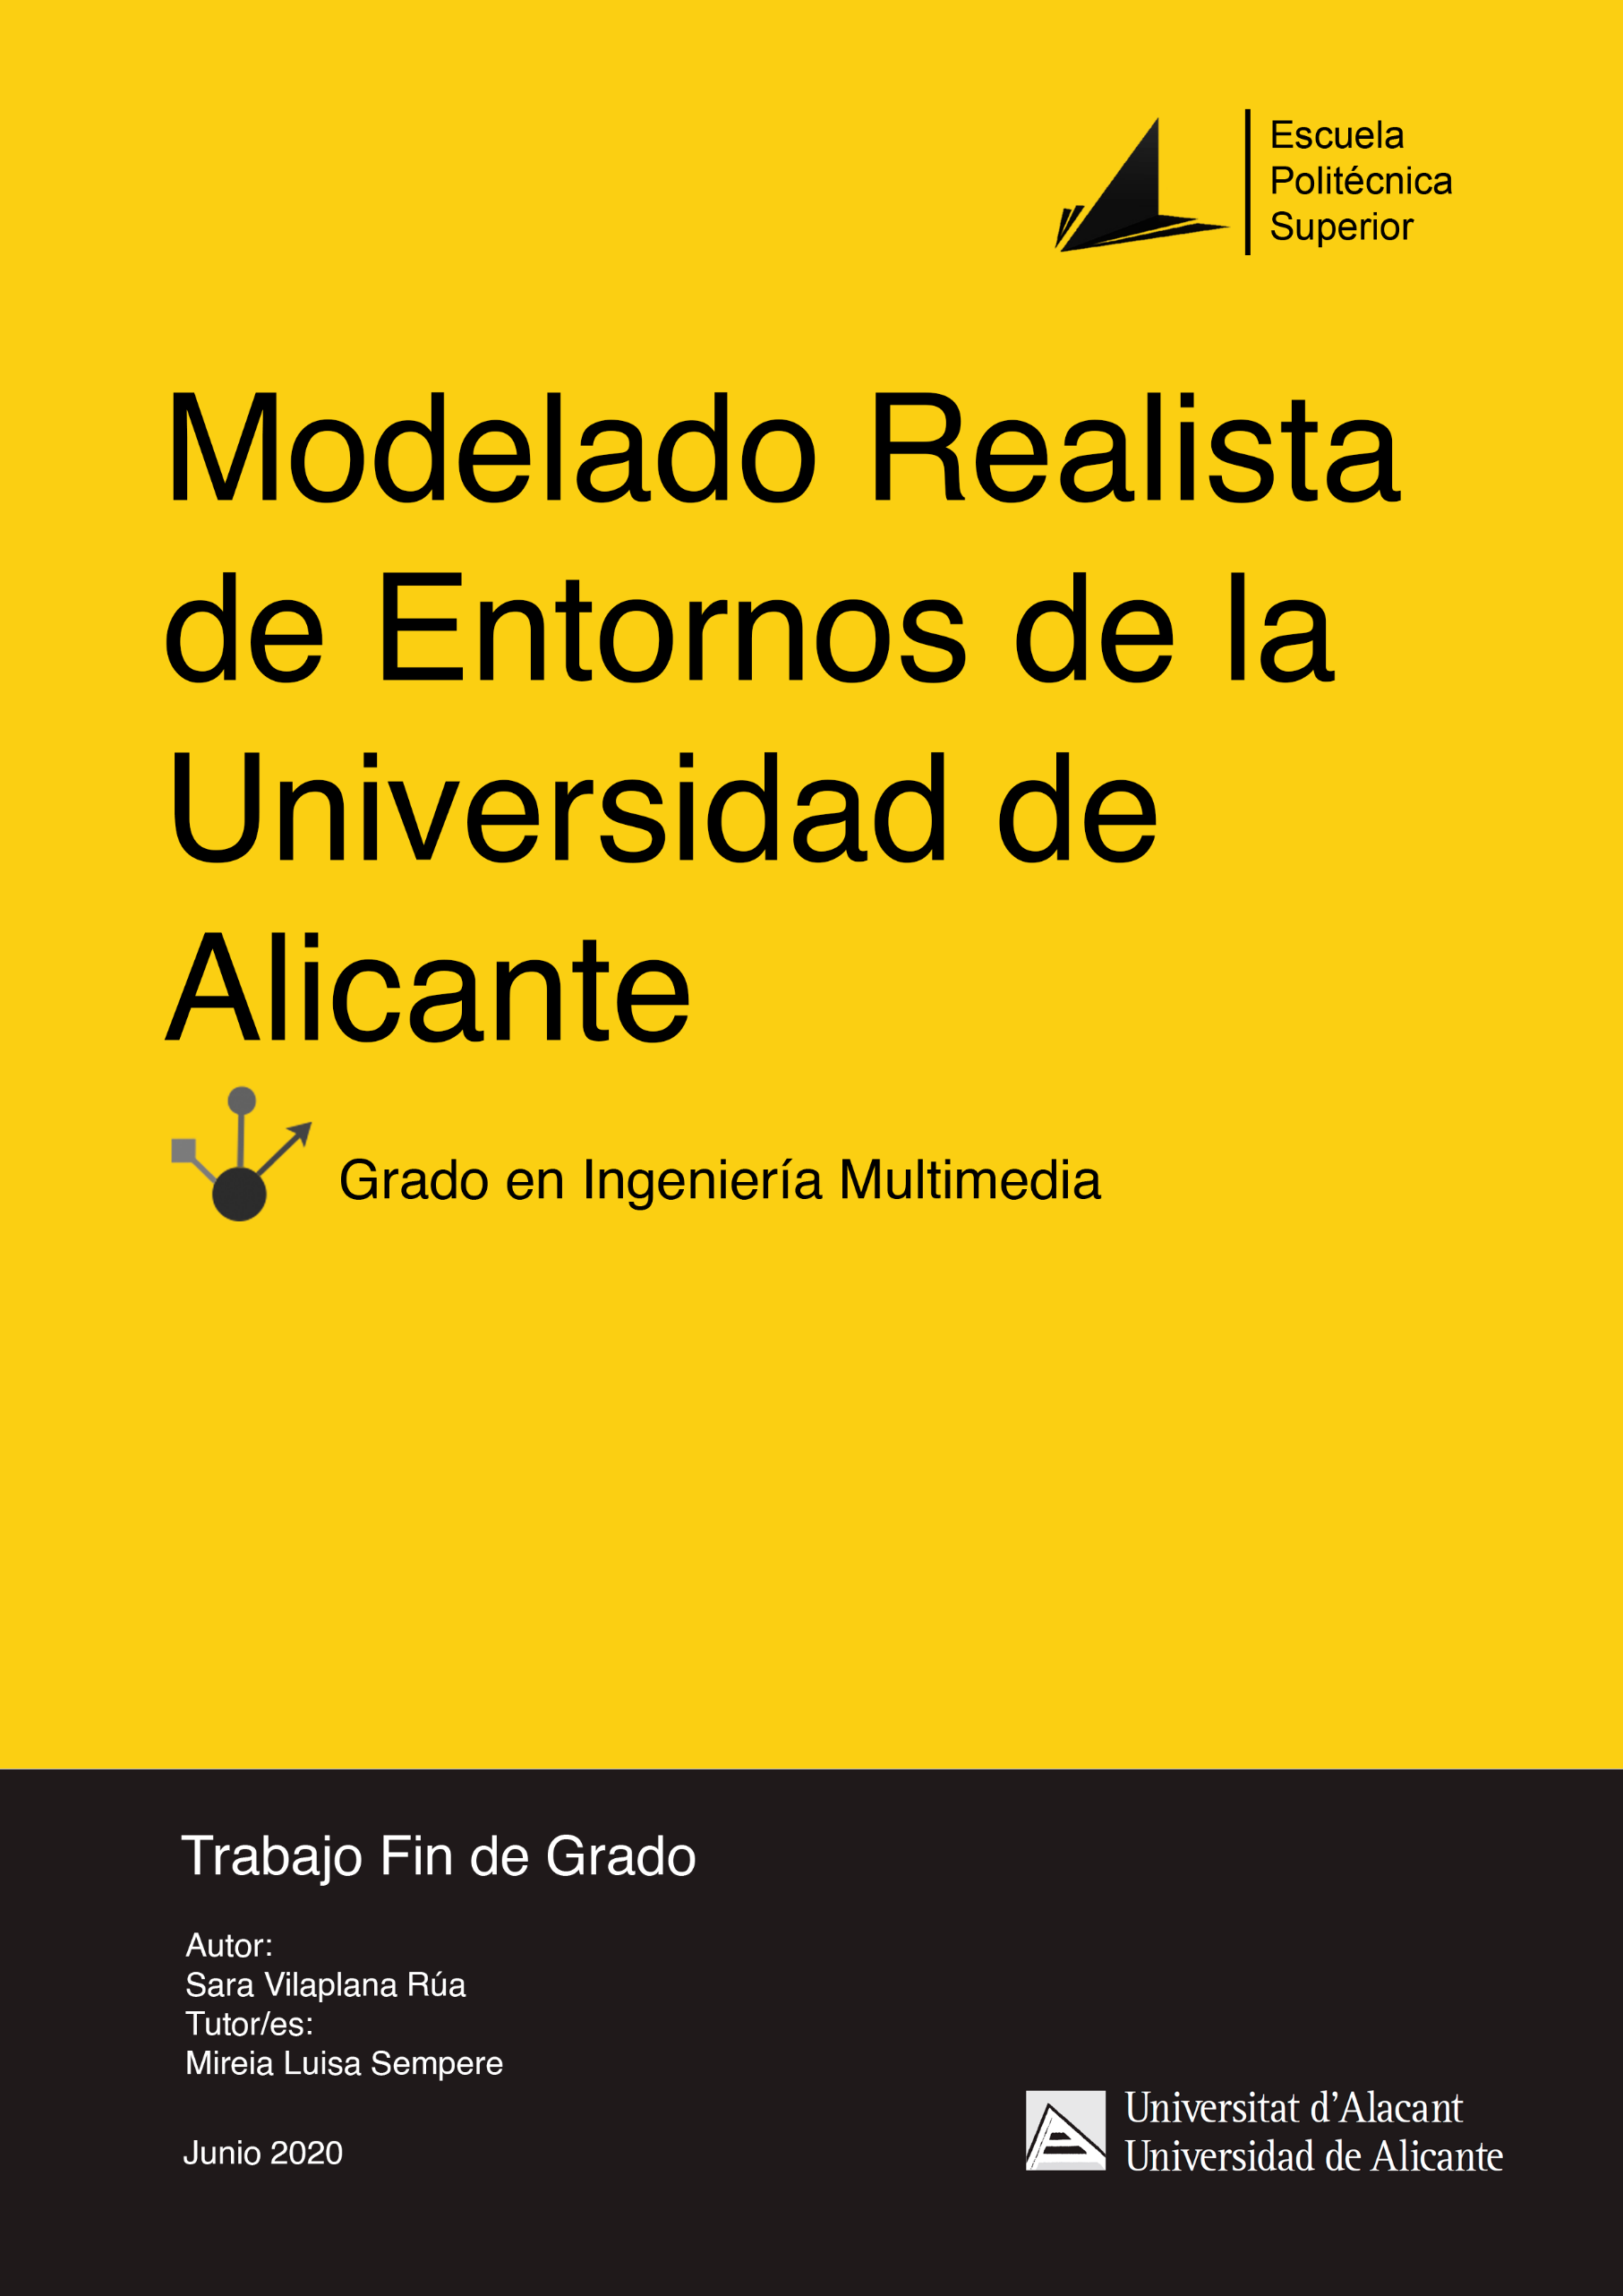 Escuela
Politécnica
Superior
Modelado Realista
de Entornos de la
Universidad de
Alicante
Grado en Ingeniería Multimedia
Trabajo Fin de Grado
Autor:
Sara Vilaplana Rúa
Tutor/es:
Mireia Luisa Sempere
Junio 2020
Universitat d’Alacant
Universidad de Alicante